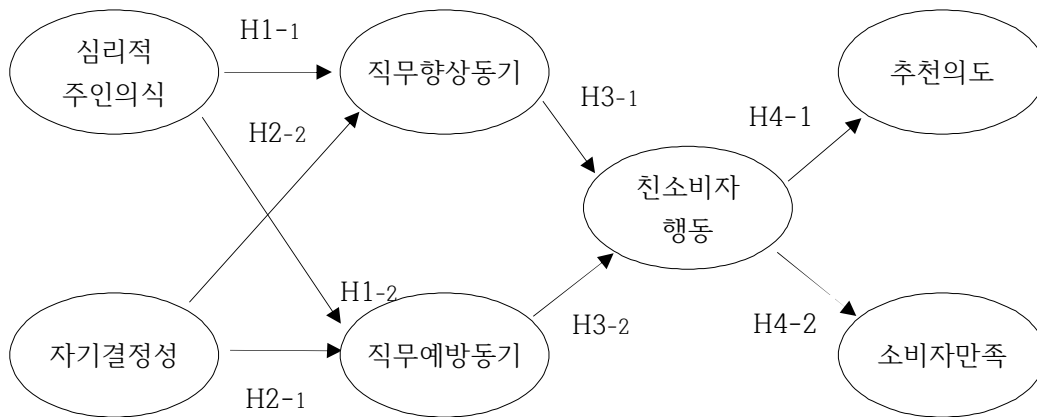 H1-1
심리적
주인의식
직무향상동기
추천의도
H3-1
H4-1
H2-2
친소비자
행동
H1-2
H3-2
H4-2
자기결정성
직무예방동기
소비자만족
H2-1